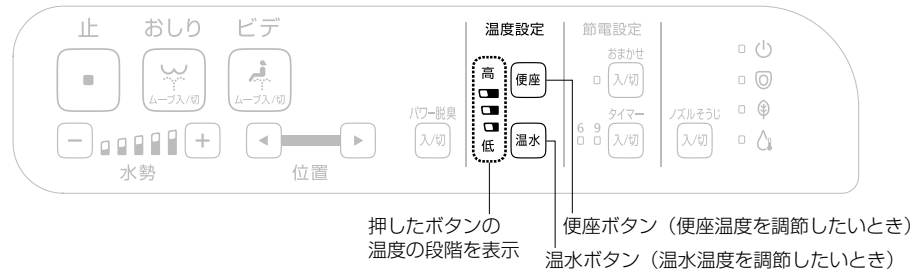 止 おしり ビデ
ムーブ入/切 ムーブ入/切
水勢 位置
パワー脱臭
入/切
温度設定
高
低
便座
温水
節電設定
おまかせ
入/切
タイマー
6 9
入/切
ノズルそうじ
入/切
押したボタンの
温度の段階を表示
便座ボタン（便座温度を調節したいとき）
温水ボタン（温水温度を調節したいとき）